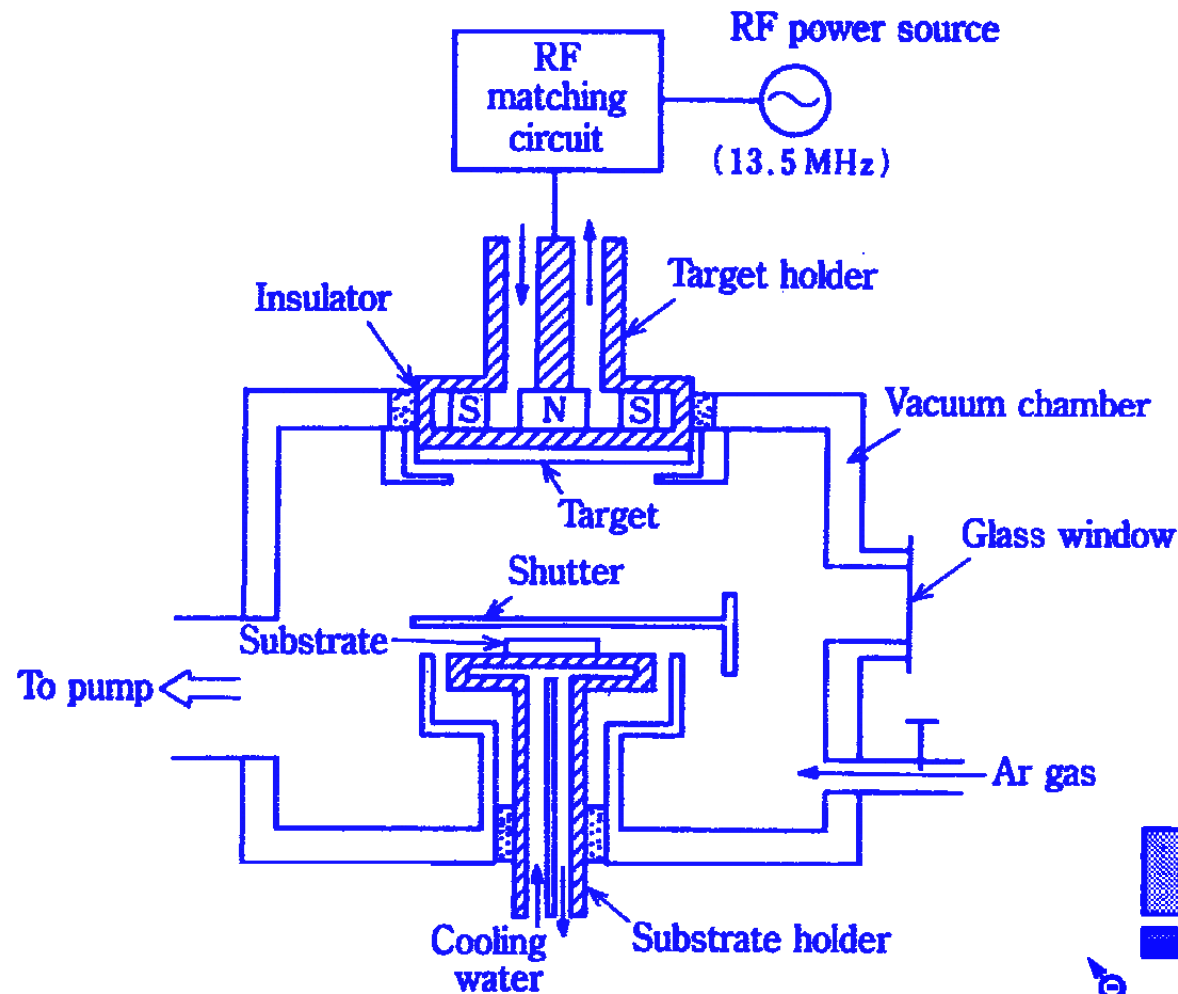 RF power source
RF
matching
circuit
(13.5 MHz)
Target holder
Insulator
S
N
S
Vacuum chamber
Target
Glass window
Shutter
Substrate
To pump
Ar gas
Cooling
water
Substrate holder